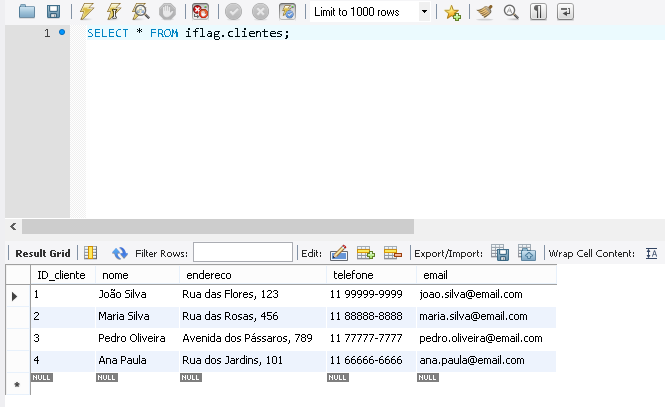 Limit to 1000 rows
1 SELECT * FROM iflag.clientes;
Result Grid Filter Rows: Edit: Export/Import: Wrap Cell Content: IA
ID_cliente nome endereco telefone email
1 João Silva Rua das Flores, 123 11 99999-9999 joao.silva@email.com
2 Maria Silva Rua das Rosas, 456 11 88888-8888 maria.silva@email.com
3 Pedro Oliveira Avenida dos Pássaros, 789 11 77777-7777 pedro.oliveira@email.com
4 Ana Paula Rua dos Jardins, 101 11 66666-6666 ana.paula@email.com
NULL NULL NULL NULL NULL